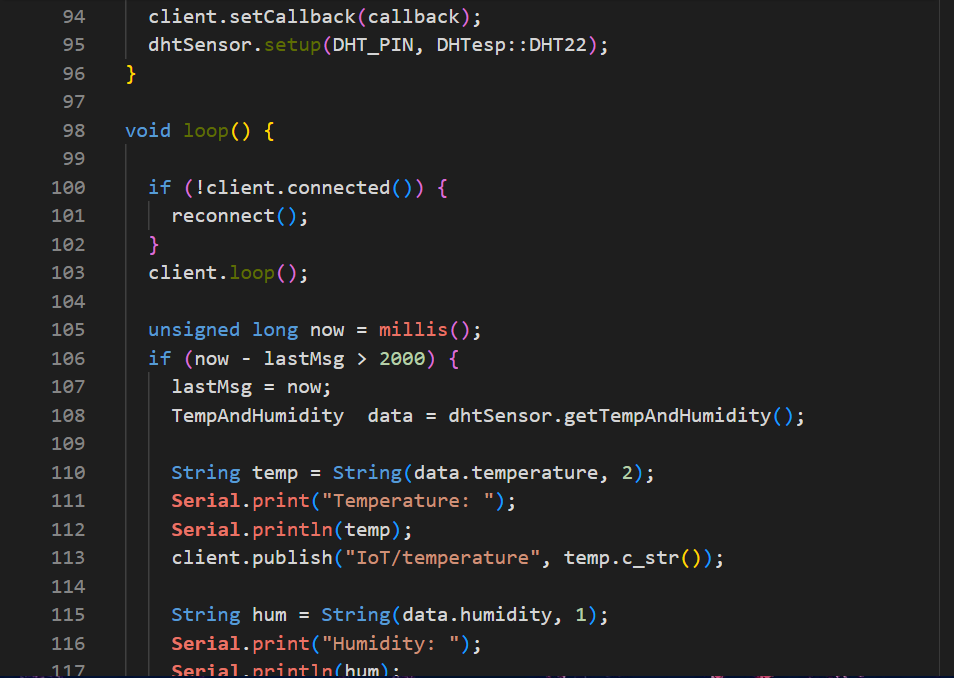 94 client.setCallback(callback);
95 dhtSensor.setup(DHT_PIN, DHTesp::DHT22);
96 }
97
98 void loop() {
99
100 if (!client.connected()) {
101 reconnect();
102 }
103 client.loop();
104
105 unsigned long now = millis();
106 if (now - lastMsg > 2000) {
107 lastMsg = now;
108 TempAndHumidity  data = dhtSensor.getTempAndHumidity();
109
110 String temp = String(data.temperature, 2);
111 Serial.print("Temperature: ");
112 Serial.println(temp);
113 client.publish("IoT/temperature", temp.c_str());
114
115 String hum = String(data.humidity, 1);
116 Serial.print("Humidity: ");
117 Serial.println(hum);